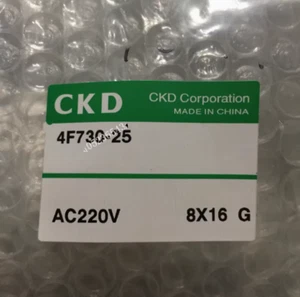 CKD
CKD Corporation
MADE IN CHINA
4F730-25
AC220V
8X16 G